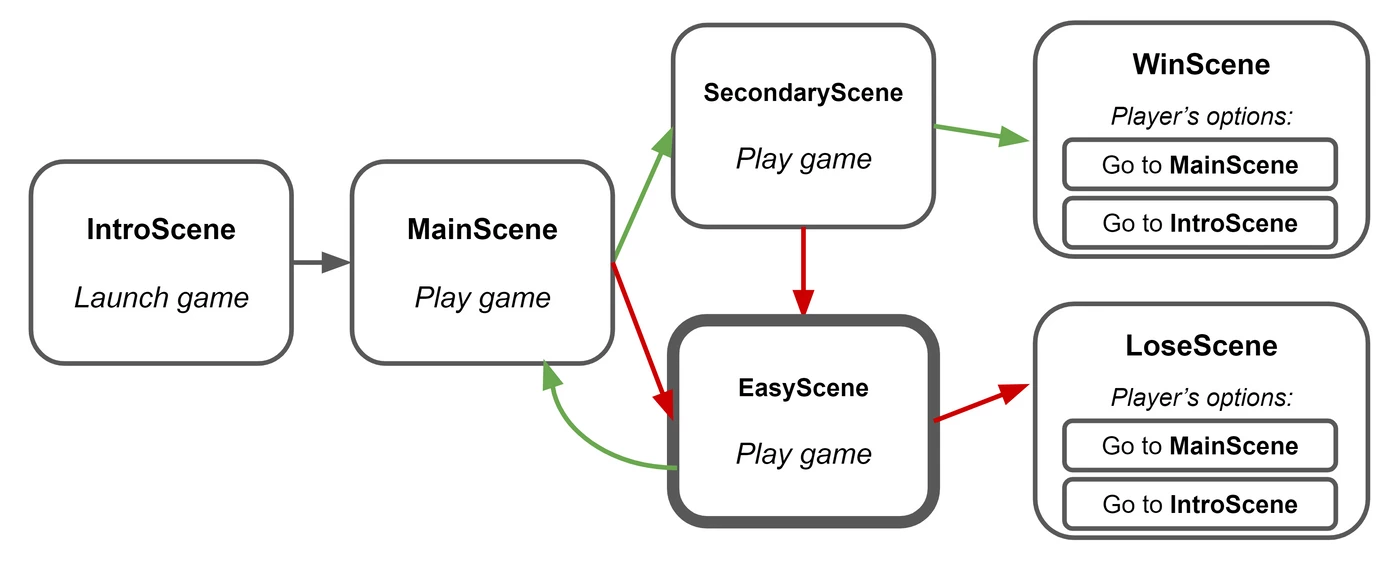 IntroScene
Launch game
MainScene
Play game
SecondaryScene
Play game
EasyScene
Play game
WinScene
Player's options:
Go to MainScene
Go to IntroScene
LoseScene
Player's options:
Go to MainScene
Go to IntroScene